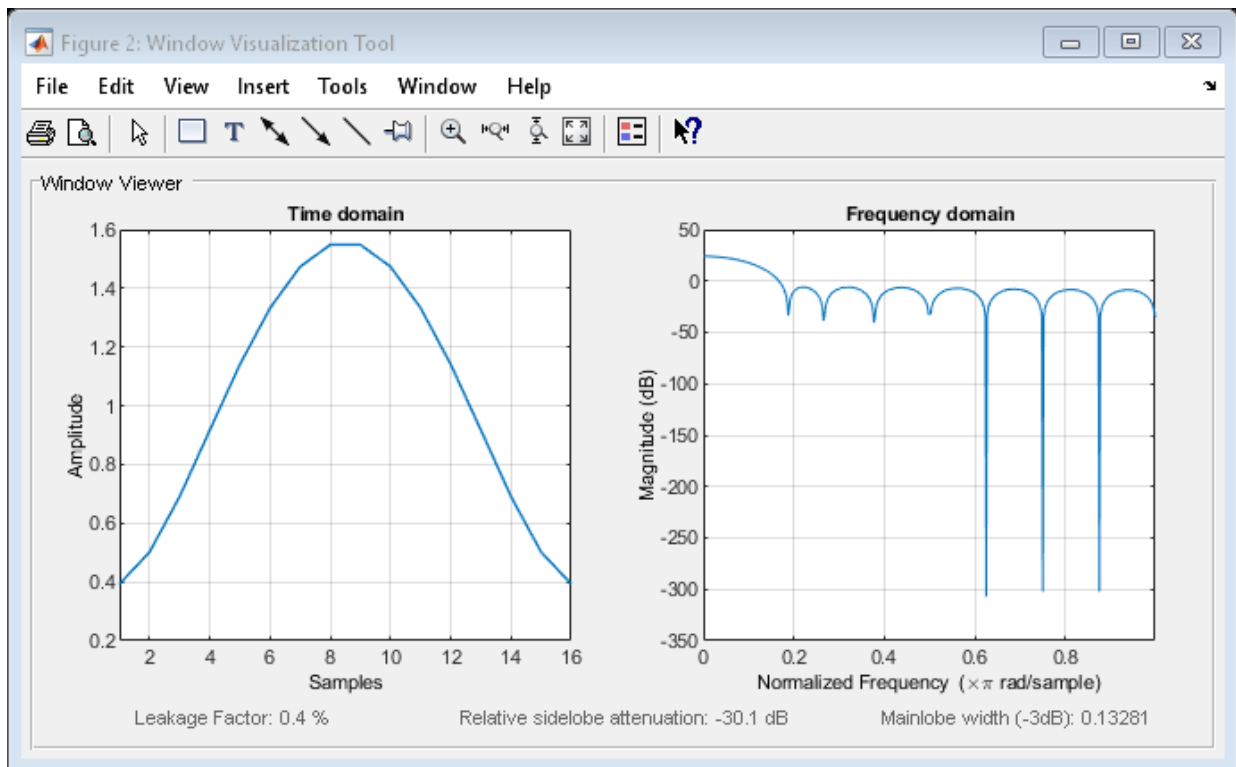 Figure 2: Window Visualization Tool
File Edit View Insert Tools Window Help
T
?
Window Viewer
Time domain
1.6
1.4
1.2
1
0.8
0.6
0.4
0.2
Amplitude
2 4 6 8 10 12 14 16
Samples
Frequency domain
50
0
-50
-100
-150
-200
-250
-300
-350
Magnitude (dB)
0 0.2 0.4 0.6 0.8
Normalized Frequency (×π rad/sample)
Leakage Factor: 0.4 % Relative sidelobe attenuation: -30.1 dB Mainlobe width (-3dB): 0.13281